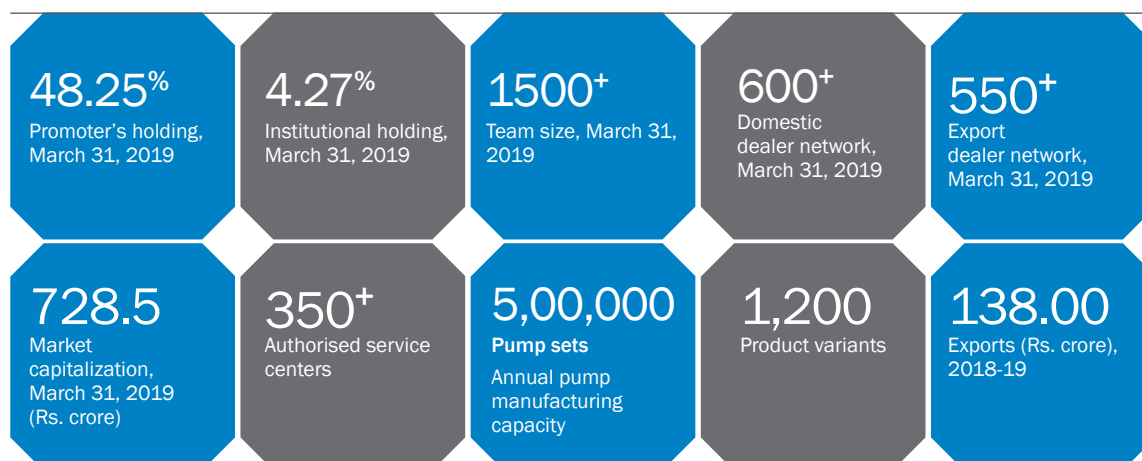 48.25%
Promoter's holding,
March 31, 2019
4.27%
Institutional holding,
March 31, 2019
1500+
Team size, March 31,
2019
600+
Domestic
dealer network,
March 31, 2019
550+
Export
dealer network,
March 31, 2019
728.5
Market
capitalization,
March 31, 2019
(Rs. crore)
350+
Authorised service
centers
5,00,000
Pump sets
Annual pump
manufacturing
capacity
1,200
Product variants
138.00
Exports (Rs. crore),
2018-19